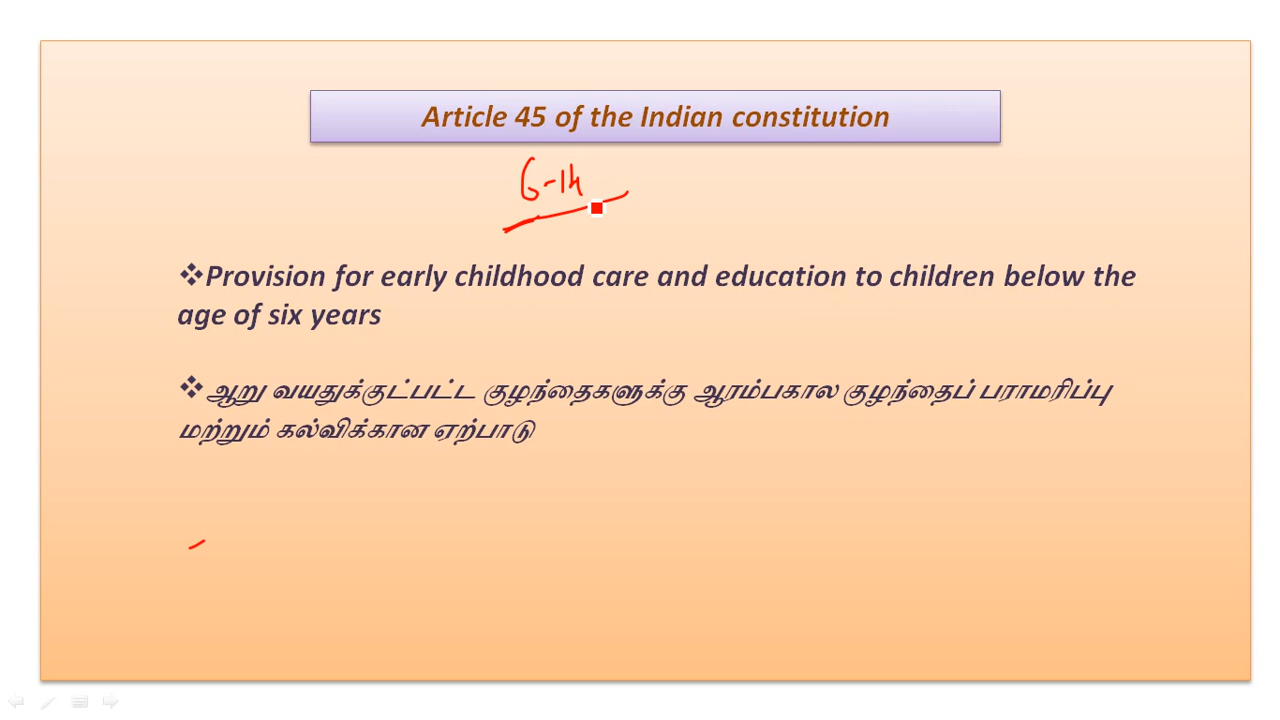 Article 45 of the Indian constitution
6-14
❖Provision for early childhood care and education to children below the
age of six years
❖ஆறு வயதுக்குட்பட்ட குழந்தைகளுக்கு ஆரம்பகால குழந்தைப் பராமரிப்பு
மற்றும் கல்விக்கான ஏற்பாடு